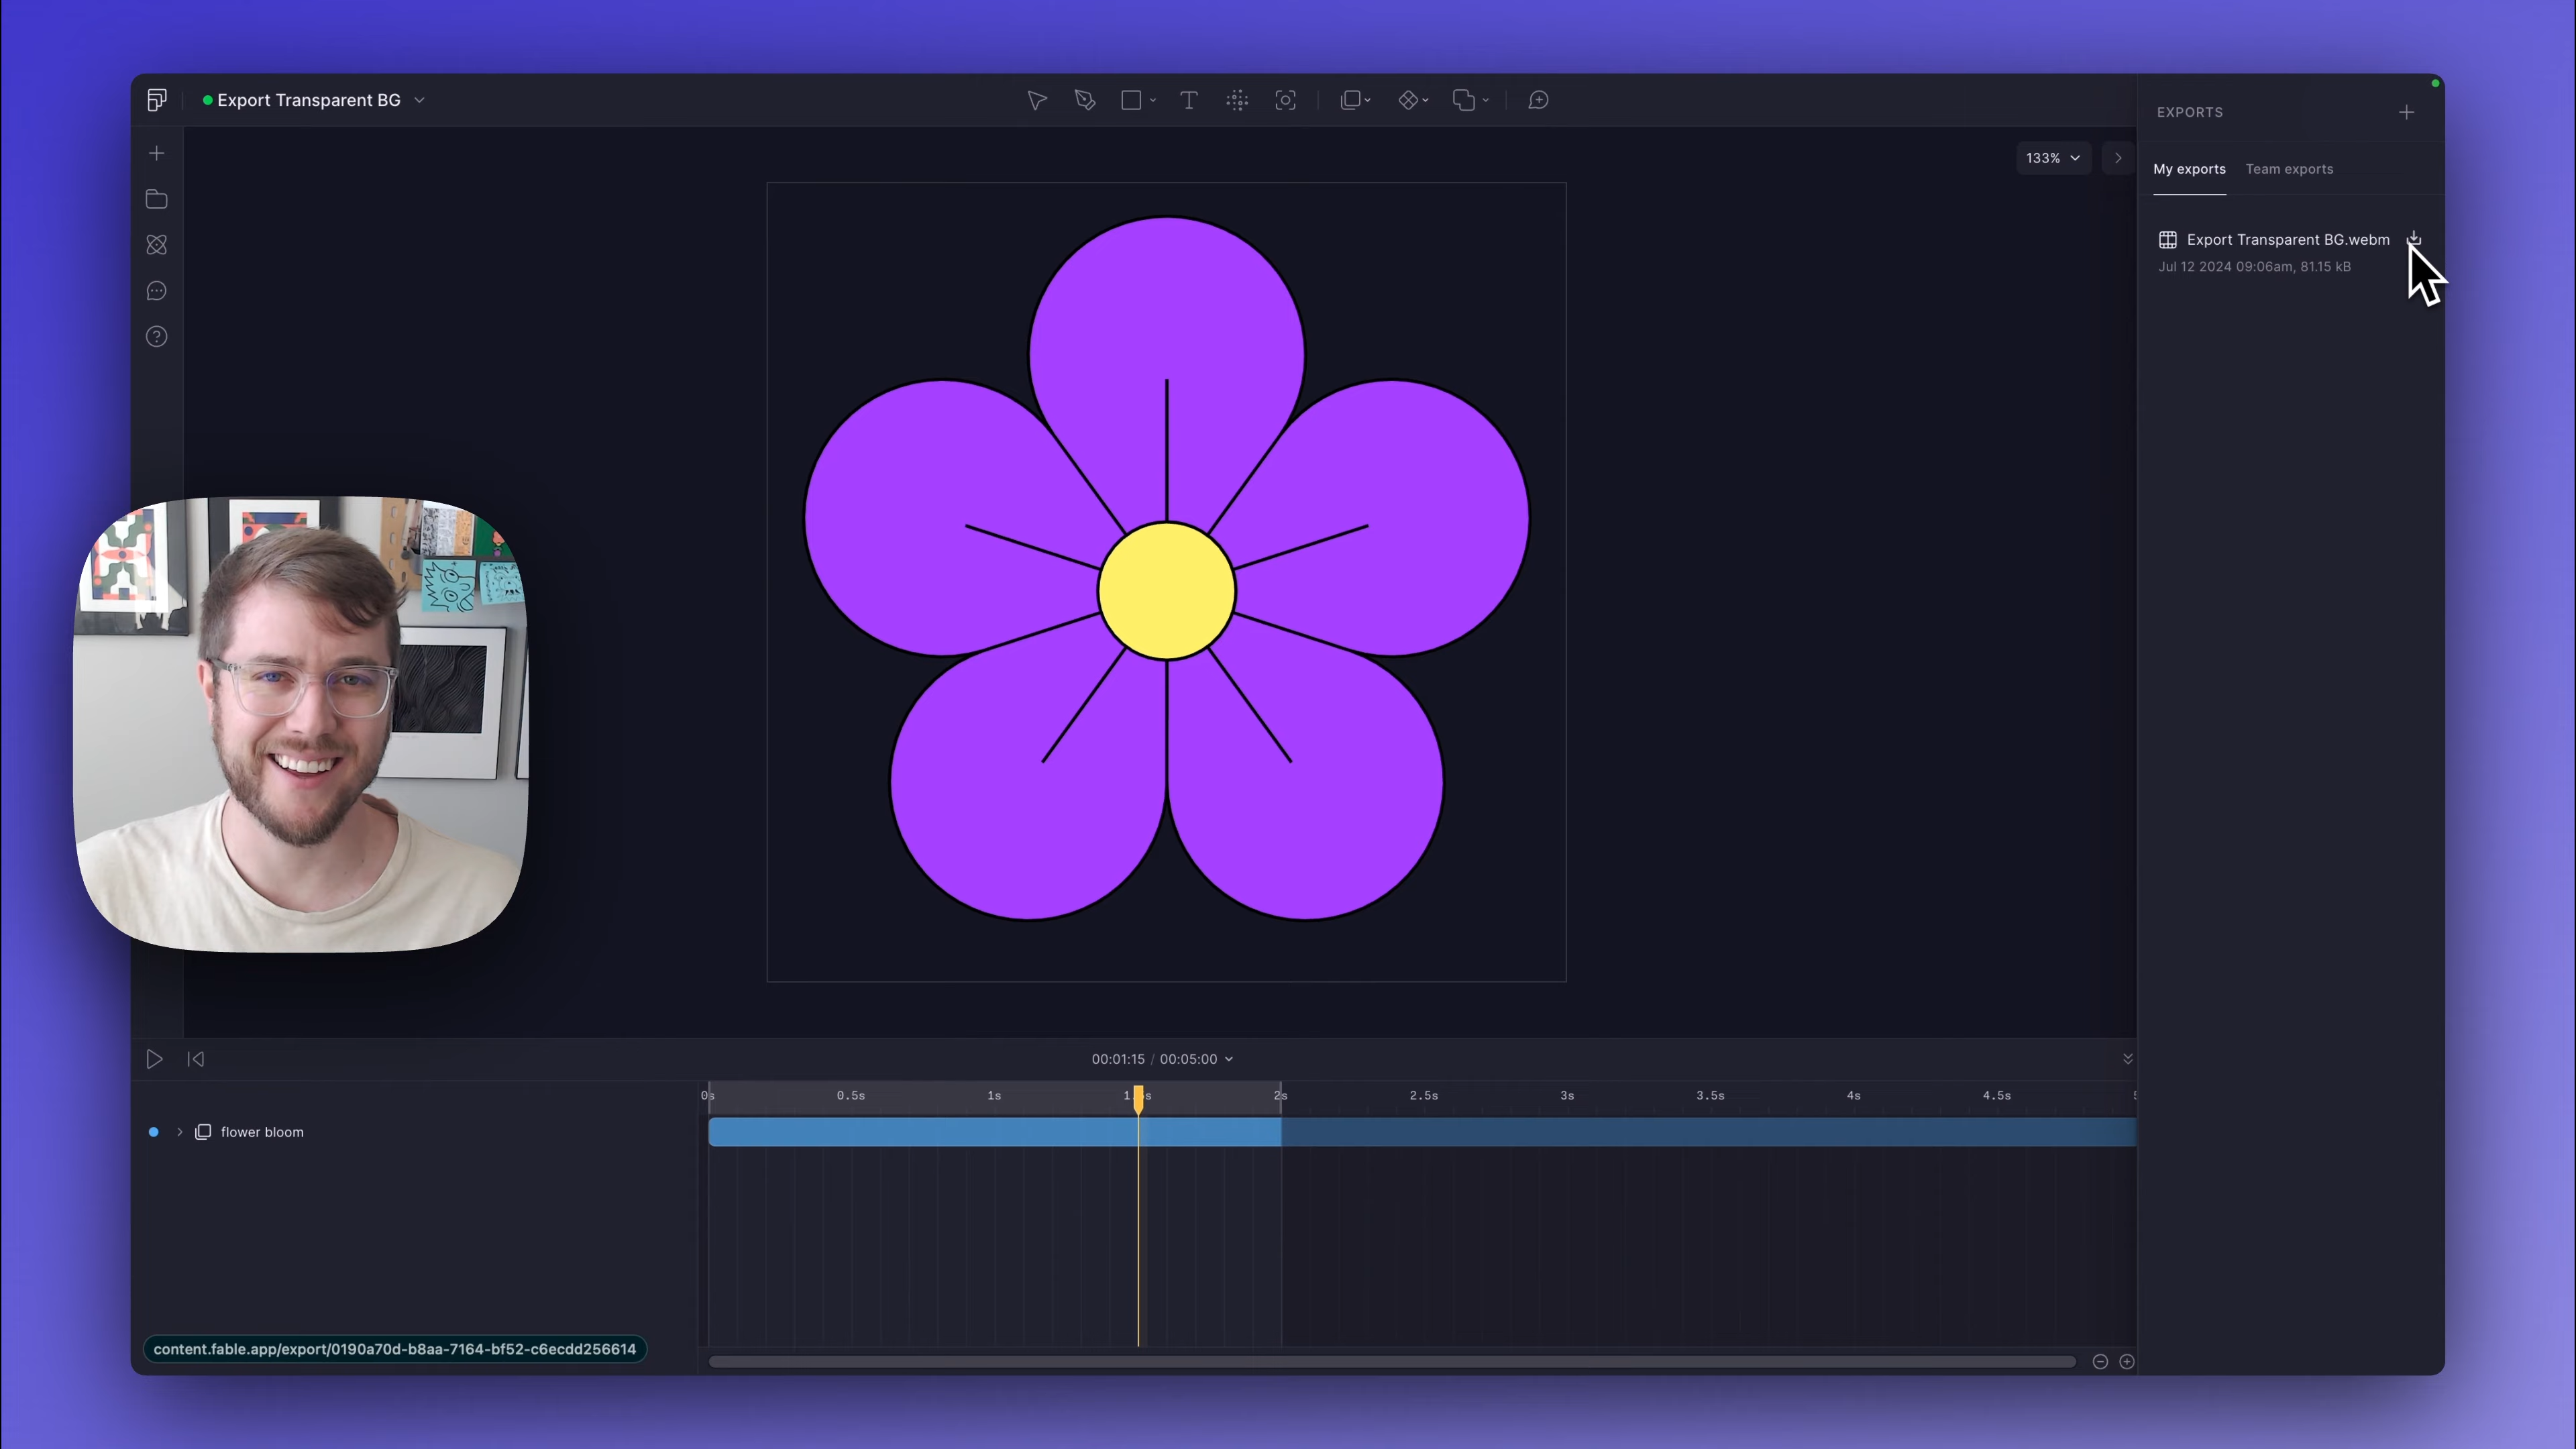 Export Transparent BG
133%
EXPORTS
My exports Team exports
Export Transparent BG.webm
Jul 12 2024 09:06am, 81.15 kB
00:01:15 / 00:05:00
0s 0.5s 1s 2s 2.5s 3s 3.5s 4s 4.5s
flower bloom
content.fable.app/export/0190a70d-b8aa-7164-bf52-c6ecdd256614